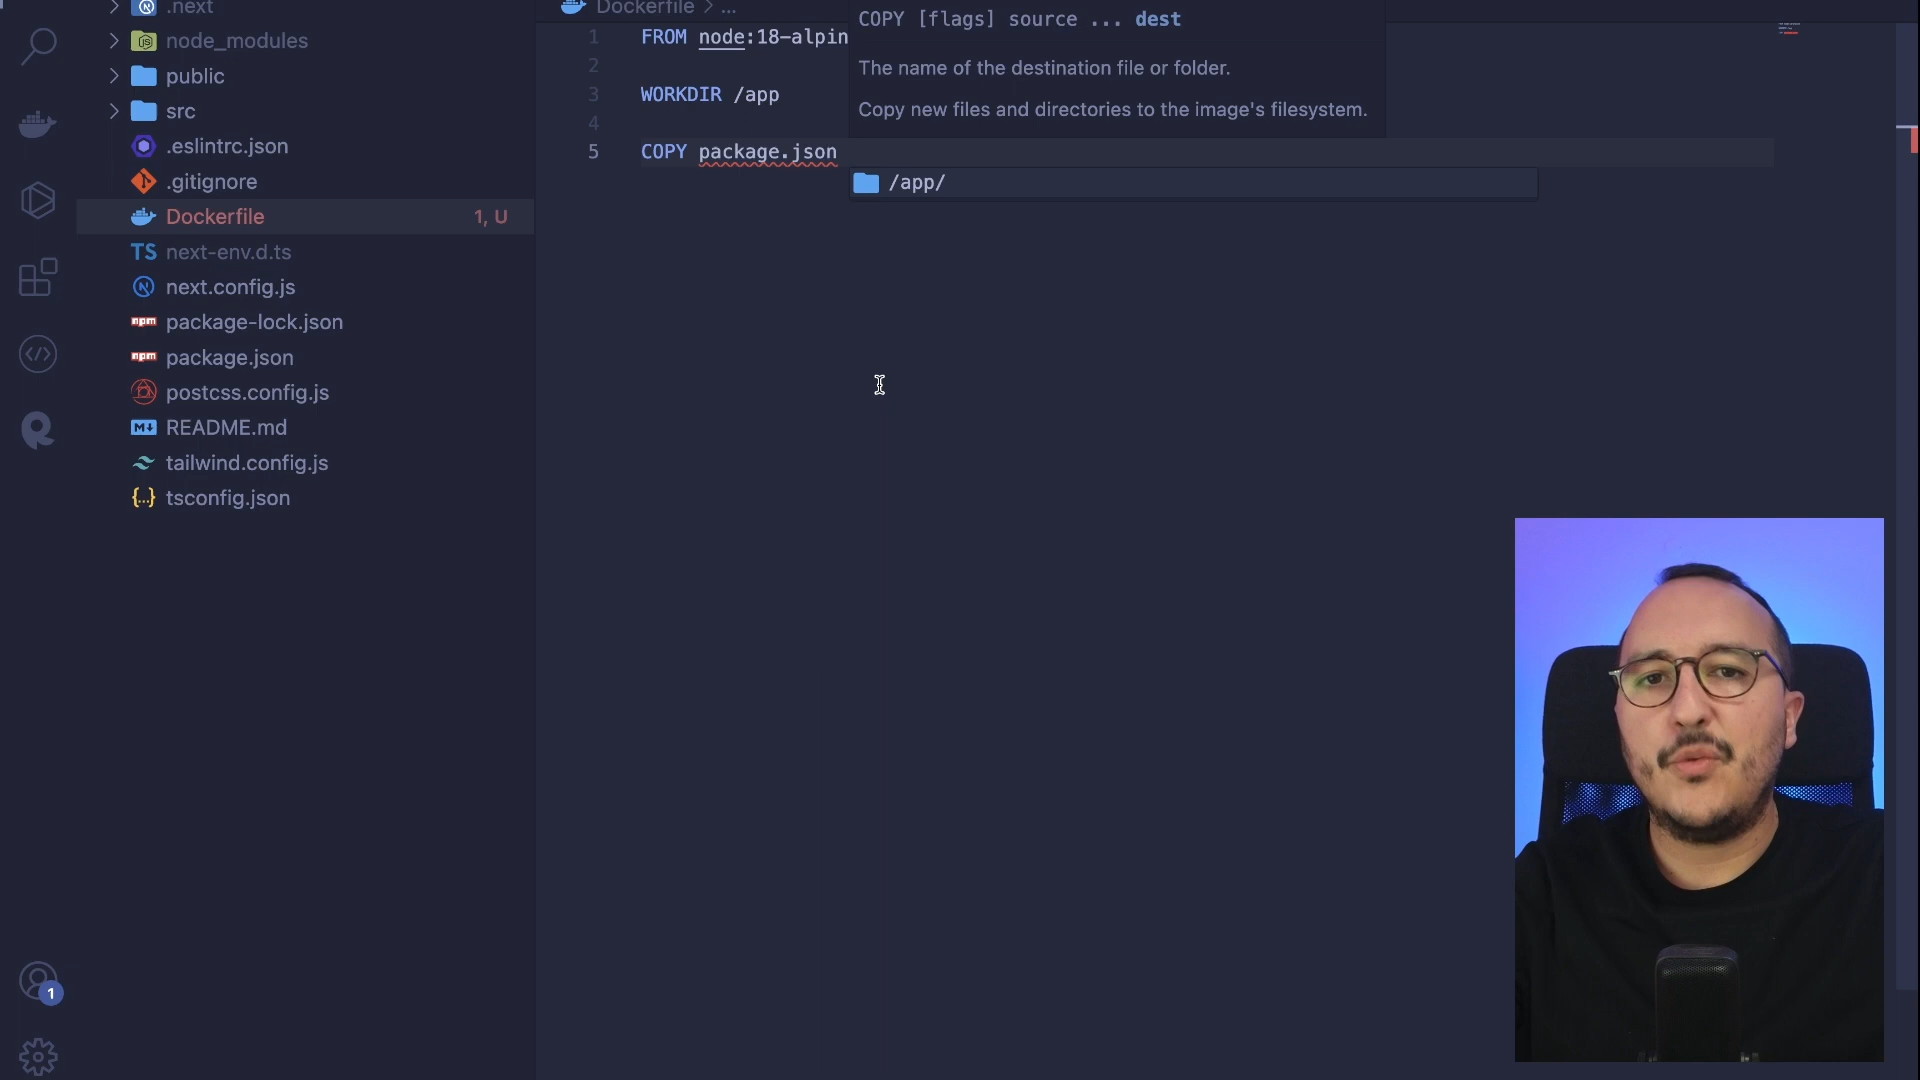 .next
node_modules
public
src
.eslintrc.json
.gitignore
Dockerfile 1, U
TS next-env.d.ts
next.config.js
npm package-lock.json
npm package.json
postcss.config.js
M↓ README.md
tailwind.config.js
{...} tsconfig.json
1
Dockerfile > ...
1 FROM node:18-alpin
2
3 WORKDIR /app
4
5 COPY package.json
COPY [flags] source ... dest
The name of the destination file or folder.
Copy new files and directories to the image's filesystem.
/app/